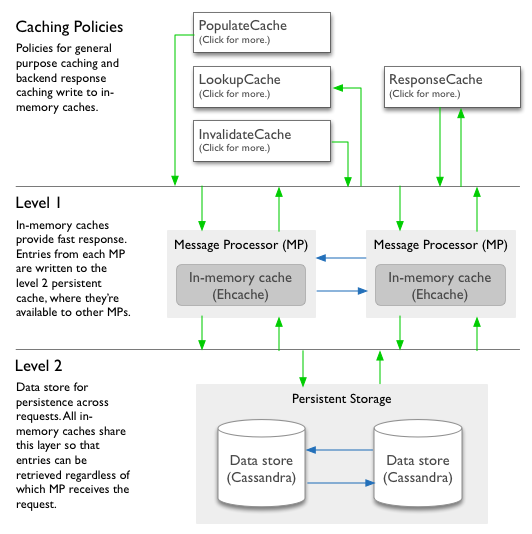 Caching Policies
Policies for general
purpose caching and
backend response
caching write to in-
memory caches.
PopulateCache
(Click for more.)
LookupCache
(Click for more.)
InvalidateCache
(Click for more.)
ResponseCache
(Click for more.)
Level 1
In-memory caches
provide fast response.
Entries from each MP
are written to the
level 2 persistent
cache, where they're
available to other MPs.
Message Processor (MP)
In-memory cache
(Ehcache)
Message Processor (MP)
In-memory cache
(Ehcache)
Level 2
Data store for
persistence across
requests. All in-
memory caches share
this layer so that
entries can be
retrieved regardless of
which MP receives the
request.
Persistent Storage
Data store
(Cassandra)
Data store
(Cassandra)